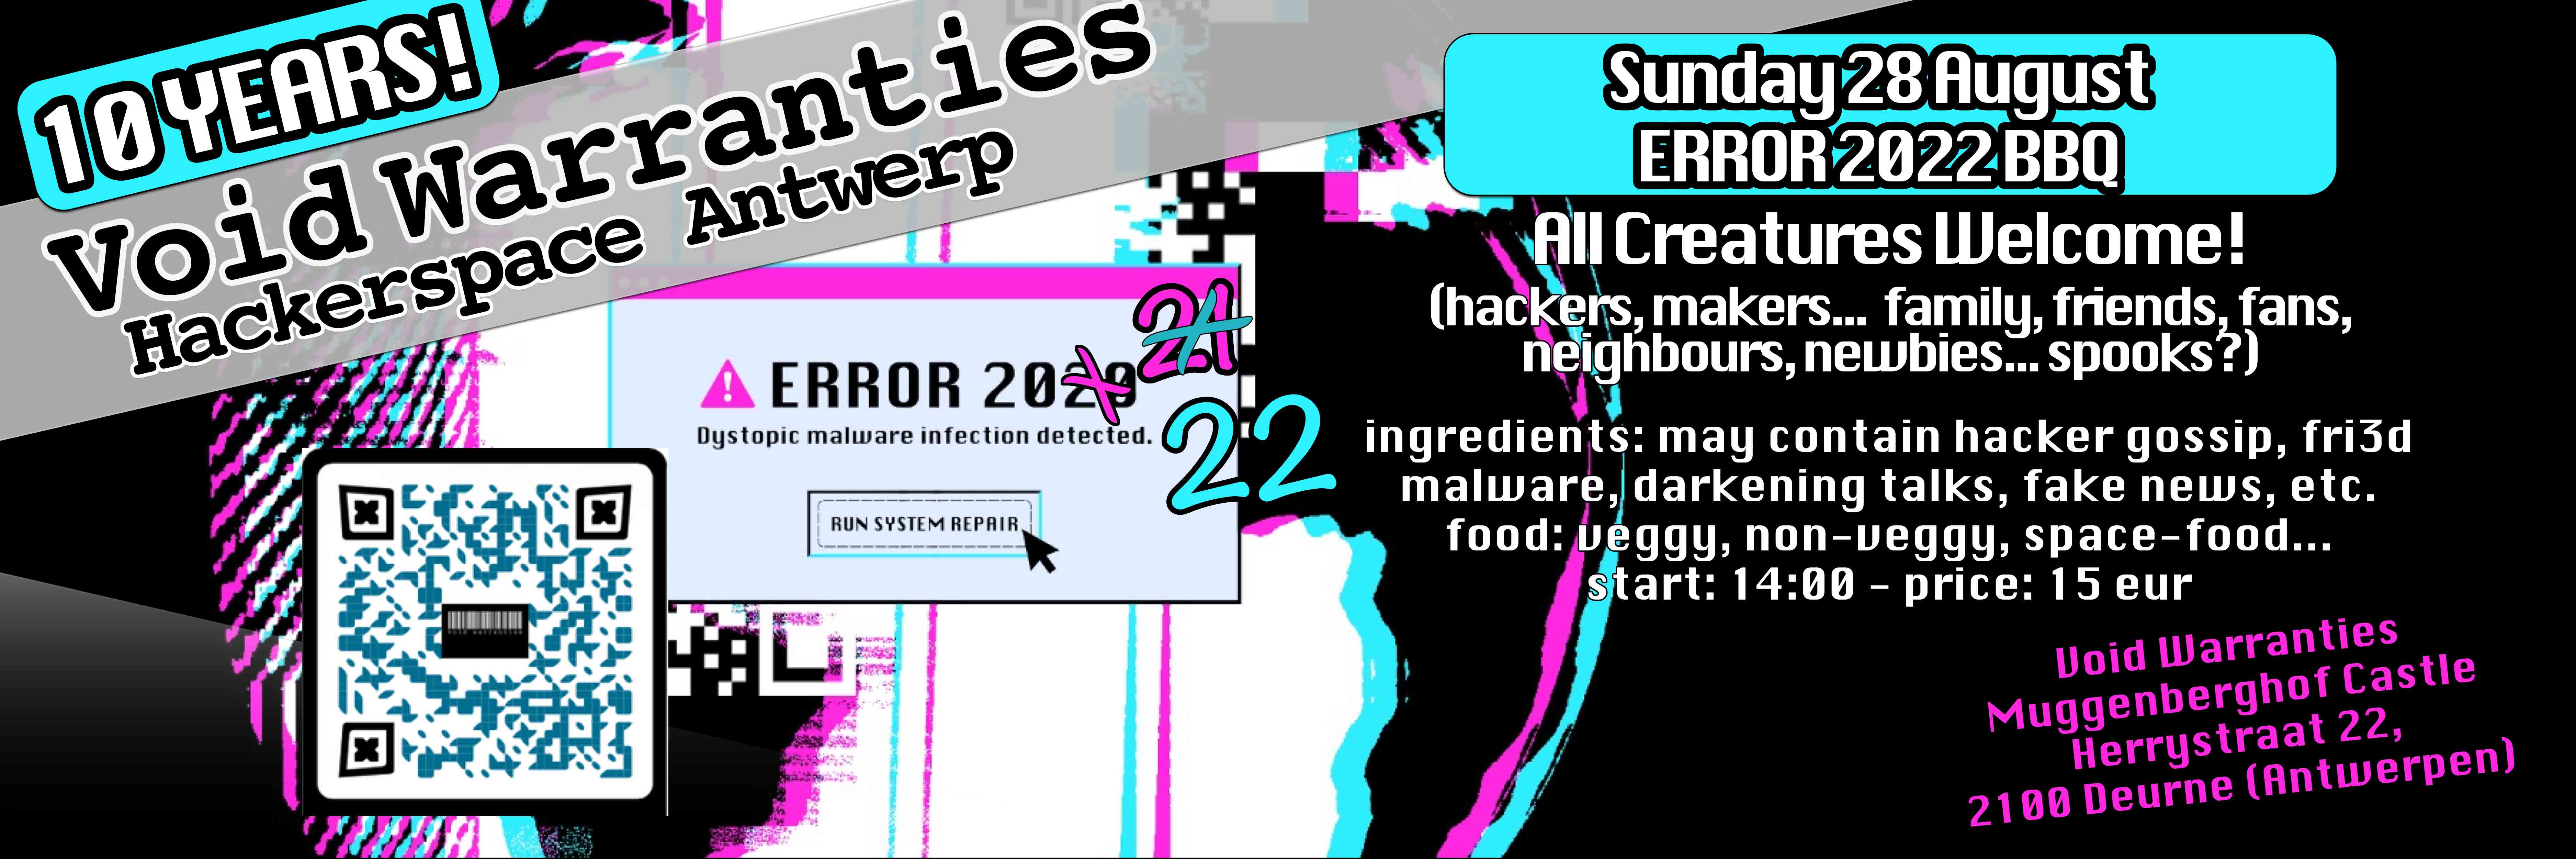 10 YEARS!
Void Warranties
Hackerspace Antwerp
ERROR 2020
21
22
Dystopic malware infection detected.
RUN SYSTEM REPAIR
Sunday 28 August
ERROR 2022 BBQ
All Creatures Welcome!
(hackers, makers... family, friends, fans,
neighbours, newbies... spooks?)
ingredients: may contain hacker gossip, fri3d
malware, darkening talks, fake news, etc.
food: veggy, non-veggy, space-food...
start: 14:00 - price: 15 eur
Void Warranties
Muggenberghof Castle
Herrystraat 22,
2100 Deurne (Antwerpen)